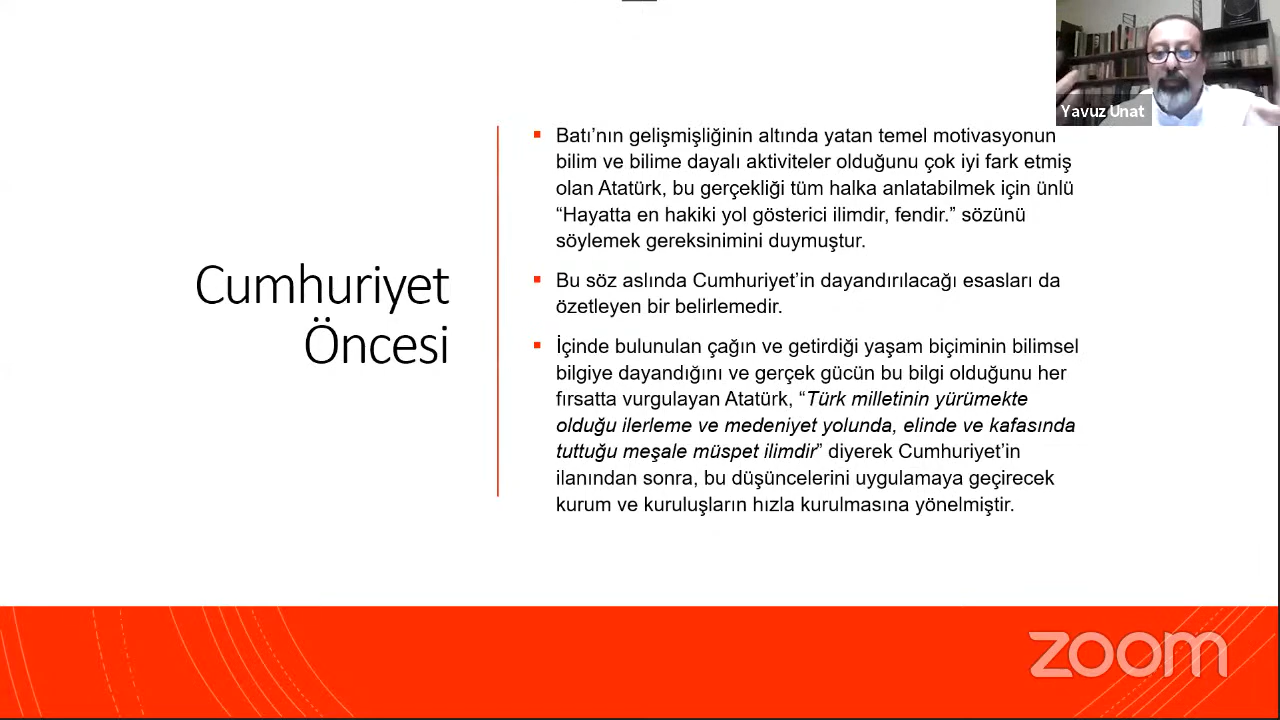 Yavuz Unat
Cumhuriyet
Öncesi
Batı’nın gelişmişliğinin altında yatan temel motivasyonun
bilim ve bilime dayalı aktiviteler olduğunu çok iyi fark etmiş
olan Atatürk, bu gerçekliği tüm halka anlatabilmek için ünlü
“Hayatta en hakiki yol gösterici ilimdir, fendir.” sözünü
söylemek gereksinimini duymuştur.
Bu söz aslında Cumhuriyet’in dayandırılacağı esasları da
özetleyen bir belirlemedir.
İçinde bulunulan çağın ve getirdiği yaşam biçiminin bilimsel
bilgiye dayandığını ve gerçek gücün bu bilgi olduğunu her
fırsatta vurgulayan Atatürk, “Türk milletinin yürümekte
olduğu ilerleme ve medeniyet yolunda, elinde ve kafasında
tuttuğu meşale müspet ilimdir” diyerek Cumhuriyet’in
ilanından sonra, bu düşüncelerini uygulamaya geçirecek
kurum ve kuruluşların hızla kurulmasına yönelmiştir.
zoom